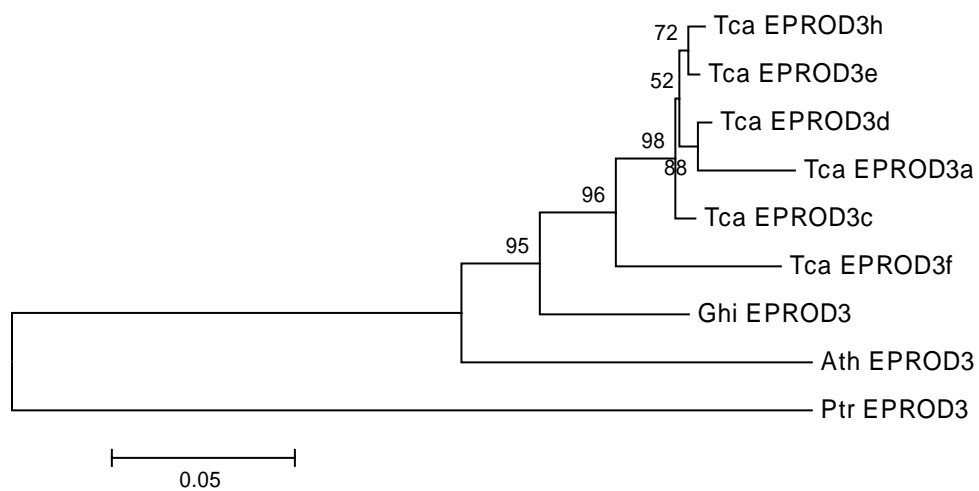 72
Tca EPROD3h
Tca EPROD3e
52
Tca EPROD3d
98
Tca EPROD3a
88
96
Tca EPROD3c
95
Tca EPROD3f
Ghi EPROD3
Ath EPROD3
Ptr EPROD3
0.05